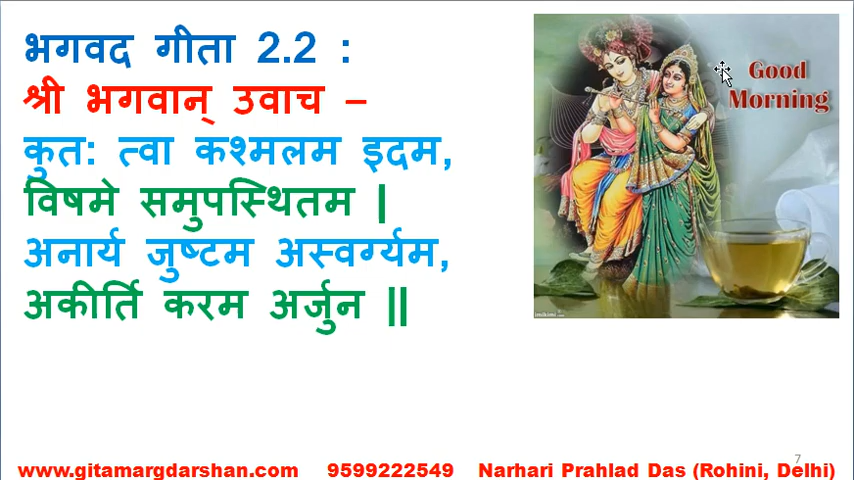 भगवद गीता 2.2 :
श्री भगवान् उवाच –
कुत: त्वा कश्मलम इदम,
विषमे समुपस्थितम |
अनार्य जुष्टम अस्वर्ग्यम,
अकीर्ति करम अर्जुन ||
Good
Morning
7
www.gitamargdarshan.com 9599222549 Narhari Prahlad Das (Rohini, Delhi)